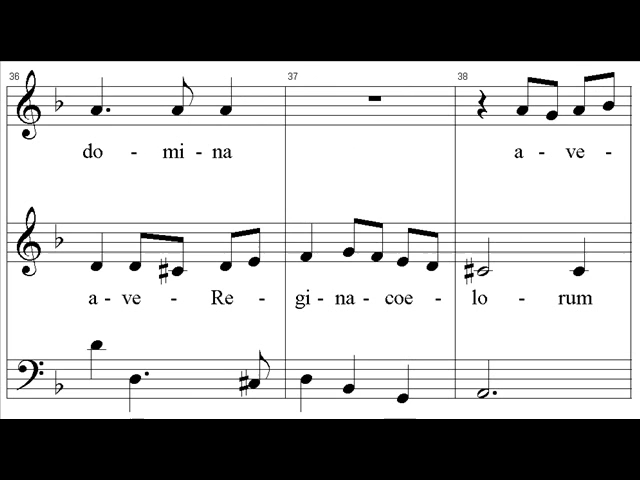 36 37 38
do - mi - na a - ve -
a - ve - Re - gi - na - coe - lo - rum